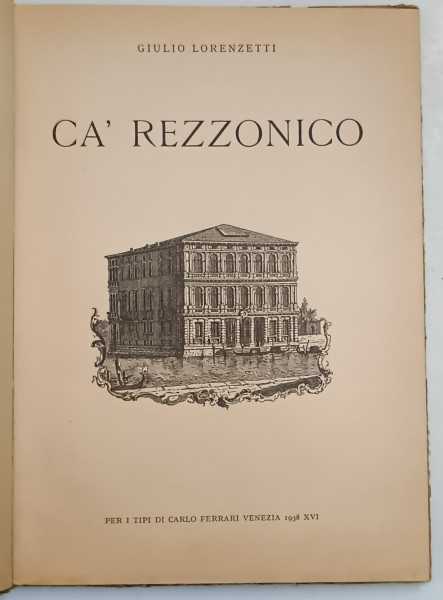 GIULIO LORENZETTI
CA' REZZONICO
PER I TIPI DI CARLO FERRARI VENEZIA 1938 XVI